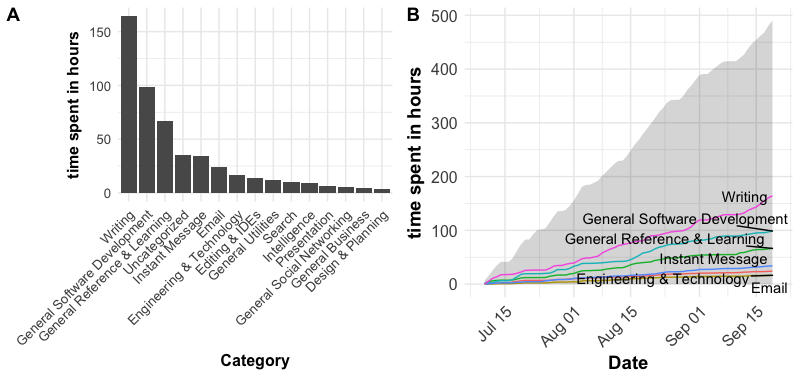 A
time spent in hours
150
100
50
0
Writing
General Software Development
General Reference & Learning
Uncategorized
Instant Message
Email
Engineering & Technology
Editing & IDEs
General Utilities
Search
Intelligence
Presentation
General Social Networking
General Business
Design & Planning
Category
B
time spent in hours
500
400
300
200
100
0
Writing
General Software Development
General Reference & Learning
Instant Message
Engineering & Technology
Email
Jul 15
Aug 01
Aug 15
Sep 01
Sep 15
Date